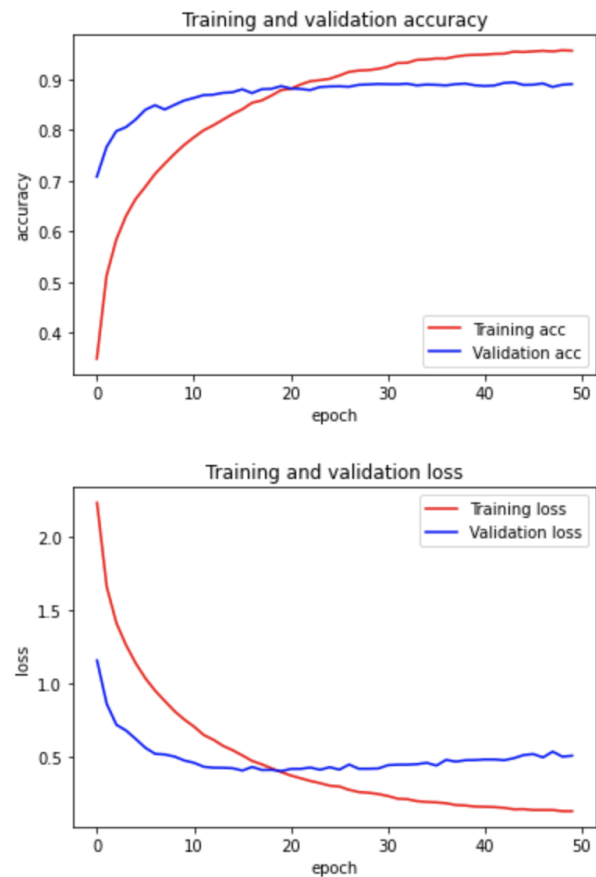 Training and validation accuracy
0.9
0.8
0.7
0.6
0.5
0.4
accuracy
Training acc
Validation acc
0 10 20 30 40 50
epoch
Training and validation loss
2.0
1.5
1.0
0.5
loss
Training loss
Validation loss
0 10 20 30 40 50
epoch